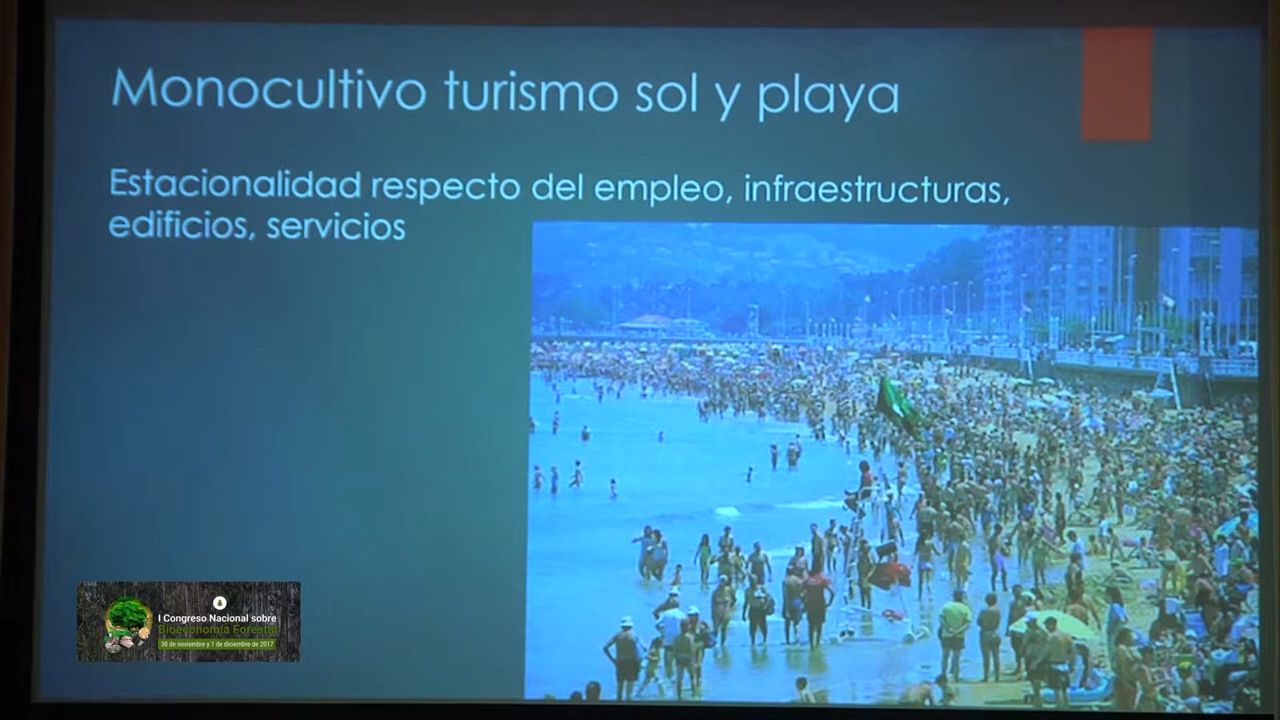 Monocultivo turismo sol y playa
Estacionalidad respecto del empleo, infraestructuras,
edificios, servicios
I Congreso Nacional sobre
Bioeconomía Forestal
30 de noviembre y 1 de diciembre de 2017